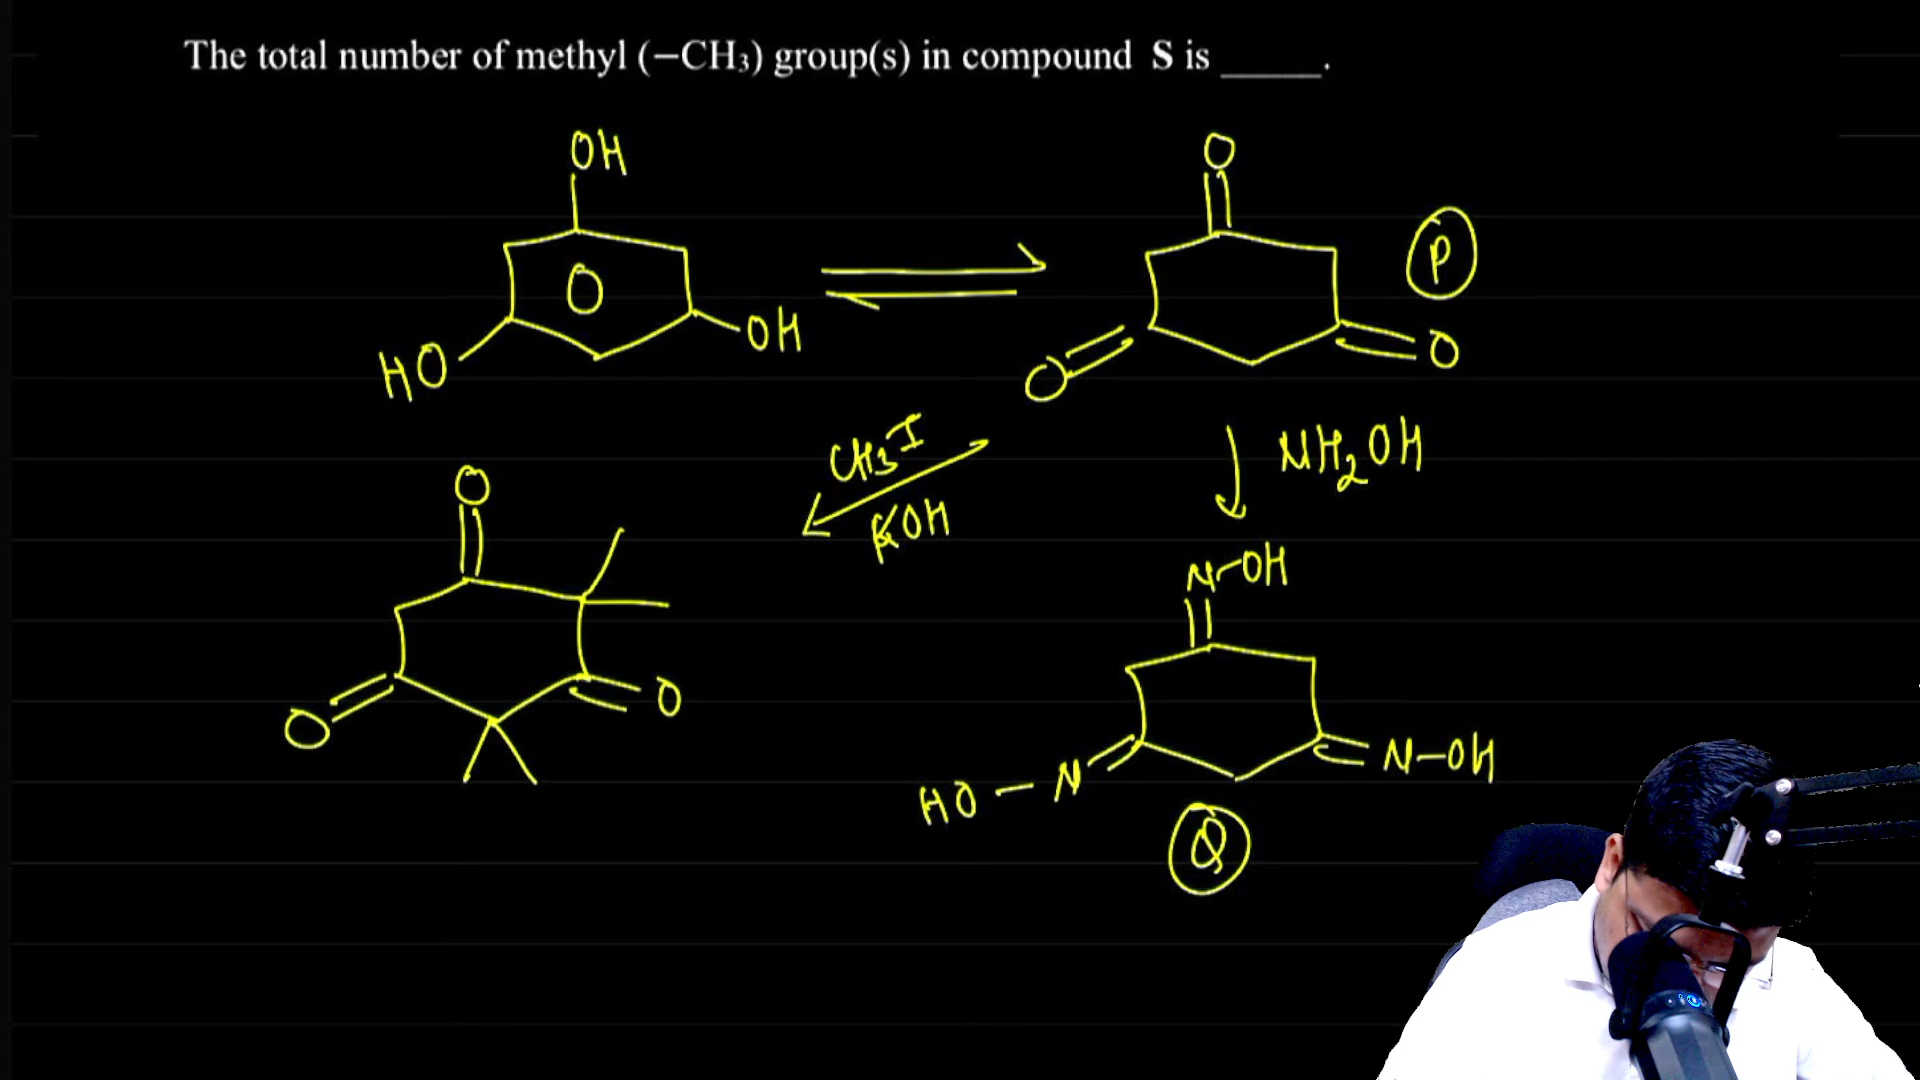 The total number of methyl (−CH₃) group(s) in compound S is _____.
OH
O
HO
OH
O
O
O
P
CH₃I
KOH
NH₂OH
O
O
O
N-OH
HO-N
N-OH
Q